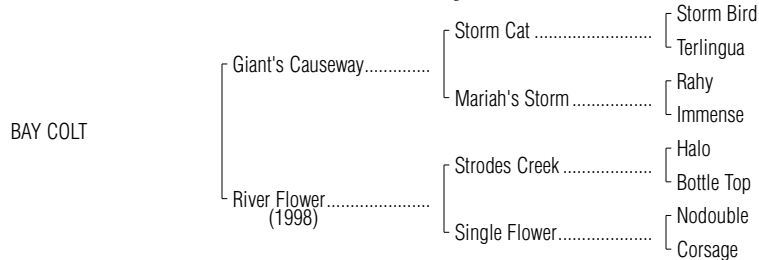 Storm Bird
Storm Cat ........................
Terlingua
Giant's Causeway..............
Rahy
Mariah's Storm .................
Immense
BAY COLT
Halo
Strodes Creek ...................
Bottle Top
River Flower......................
(1998)
Nodouble
Single Flower....................
Corsage